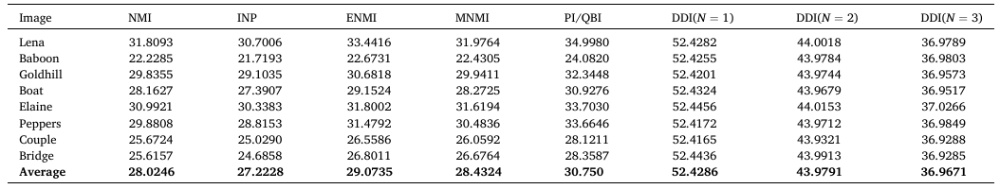 Image NMI INP ENMI MNMI PI/QBI DDI(N = 1) DDI(N = 2) DDI(N = 3)
Lena 31.8093 30.7006 33.4416 31.9764 34.9980 52.4282 44.0018 36.9789
Baboon 22.2285 21.7193 22.6731 22.4305 24.0820 52.4255 43.9784 36.9803
Goldhill 29.8355 29.1035 30.6818 29.9411 32.3448 52.4201 43.9744 36.9573
Boat 28.1627 27.3907 29.1524 28.2725 30.9276 52.4324 43.9679 36.9517
Elaine 30.9921 30.3383 31.8002 31.6194 33.7030 52.4456 44.0153 37.0266
Peppers 29.8808 28.8153 31.4792 30.4836 33.6646 52.4172 43.9712 36.9849
Couple 25.6724 25.0290 26.5586 26.0592 28.1211 52.4165 43.9321 36.9288
Bridge 25.6157 24.6858 26.8011 26.6764 28.3587 52.4436 43.9913 36.9285
Average 28.0246 27.2228 29.0735 28.4324 30.750 52.4286 43.9791 36.9671